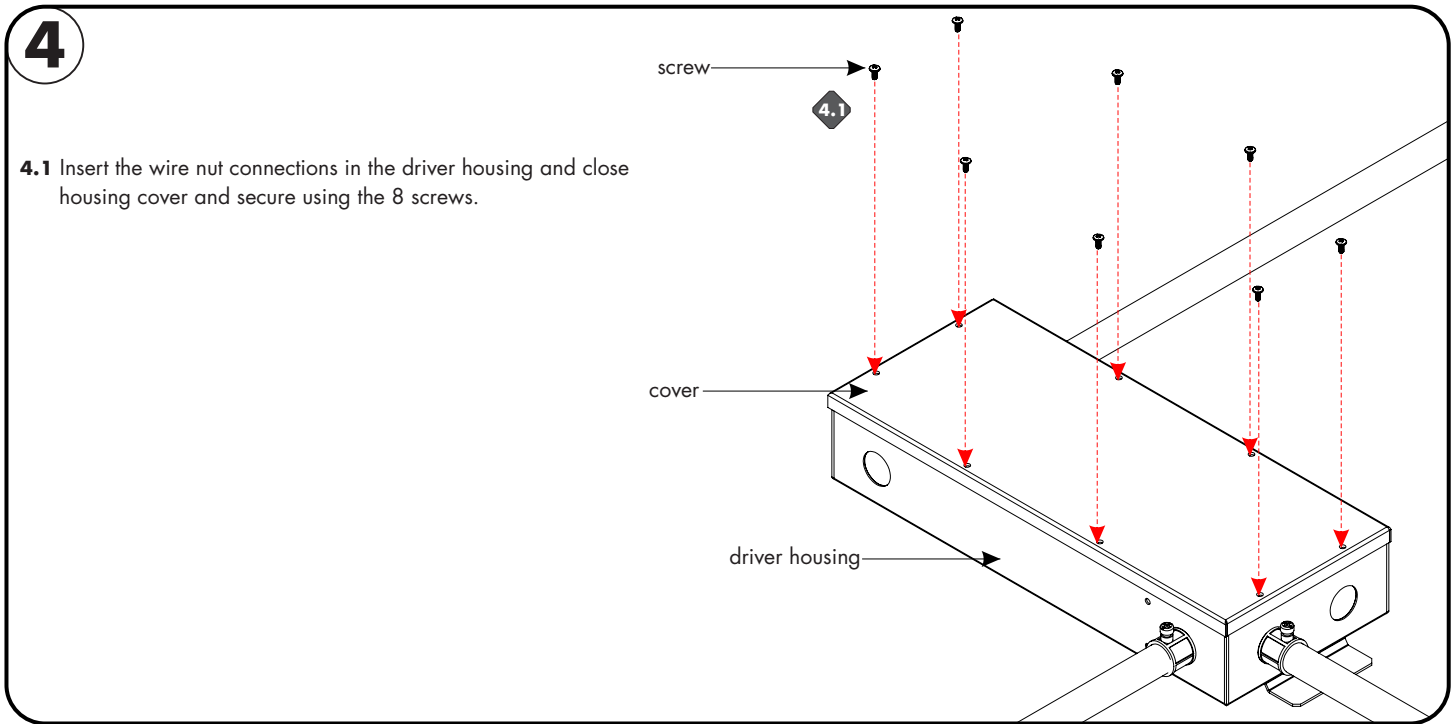 4
screw
4.1
4.1 Insert the wire nut connections in the driver housing and close
housing cover and secure using the 8 screws.
cover
driver housing